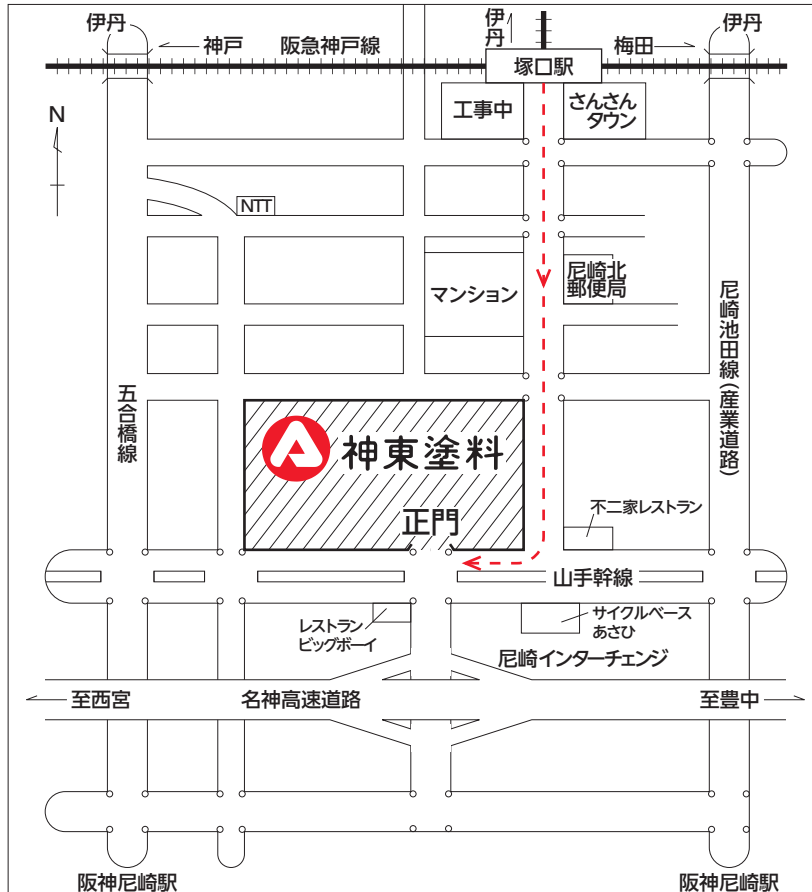 伊丹
神戸
阪急神戸線
伊丹
梅田
伊丹
塚口駅
N
工事中
さんさん
タウン
NTT
マンション
尼崎北
郵便局
尼崎池田線(産業道路)
五合橋線
神東塗料
正門
不二家レストラン
山手幹線
レストラン
ビッグボーイ
サイクルベース
あさひ
尼崎インターチェンジ
至西宮
名神高速道路
至豊中
阪神尼崎駅
阪神尼崎駅